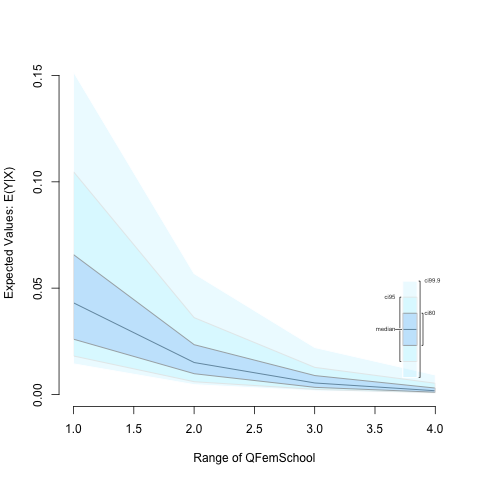 0.15
0.10
0.05
0.00
Expected Values: E(Y|X)
ci99.9
ci95
ci80
median
1.0 1.5 2.0 2.5 3.0 3.5 4.0
Range of QFemSchool